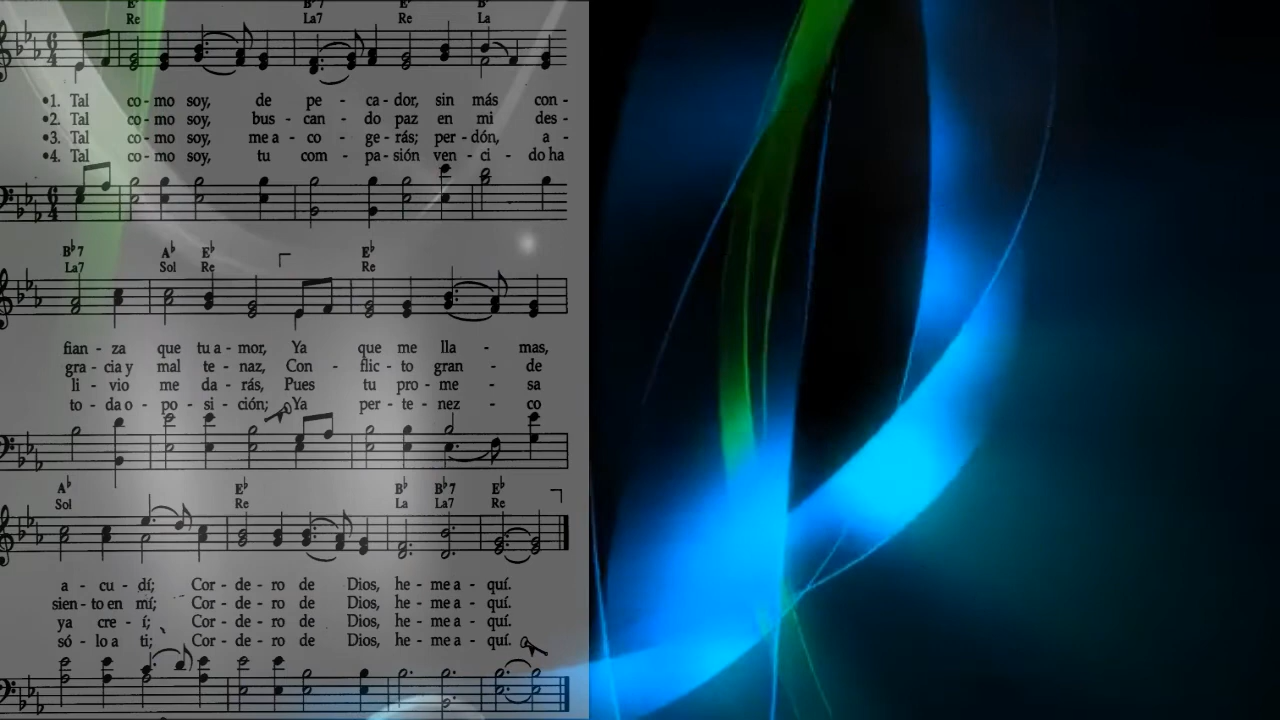 Re La7 Re La
•1. Tal co - mo soy, de pe - ca - dor, sin más con -
•2. Tal co - mo soy, bus - can - do paz en mi des -
•3. Tal co - mo soy, me a - co - ge - rás; per - dón, a -
•4. Tal co - mo soy, tu com - pa - sión ven - ci - do ha
B♭7 A♭ E♭ E♭
La7 Sol Re Re
fian - za que tu a - mor, Ya que me lla - mas,
gra - cia y mal te - naz, Con - flic - to gran - de
li - vio me da - rás, Pues tu pro - me - sa
to - da o - po - si - ción; Ya per - te - nez - co
A♭ E♭ B♭ B♭7 E♭
Sol Re La La7 Re
a - cu - dí; Cor - de - ro de Dios, he - me a - quí.
sien - to en mí; Cor - de - ro de Dios, he - me a - quí.
ya cre - í; Cor - de - ro de Dios, he - me a - quí.
só - lo a ti; Cor - de - ro de Dios, he - me a - quí.